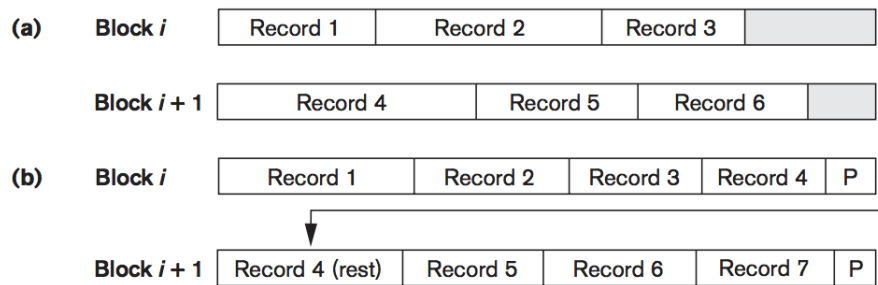 (a) Block i Record 1 Record 2 Record 3
Block i + 1 Record 4 Record 5 Record 6
(b) Block i Record 1 Record 2 Record 3 Record 4 P
Block i + 1 Record 4 (rest) Record 5 Record 6 Record 7 P